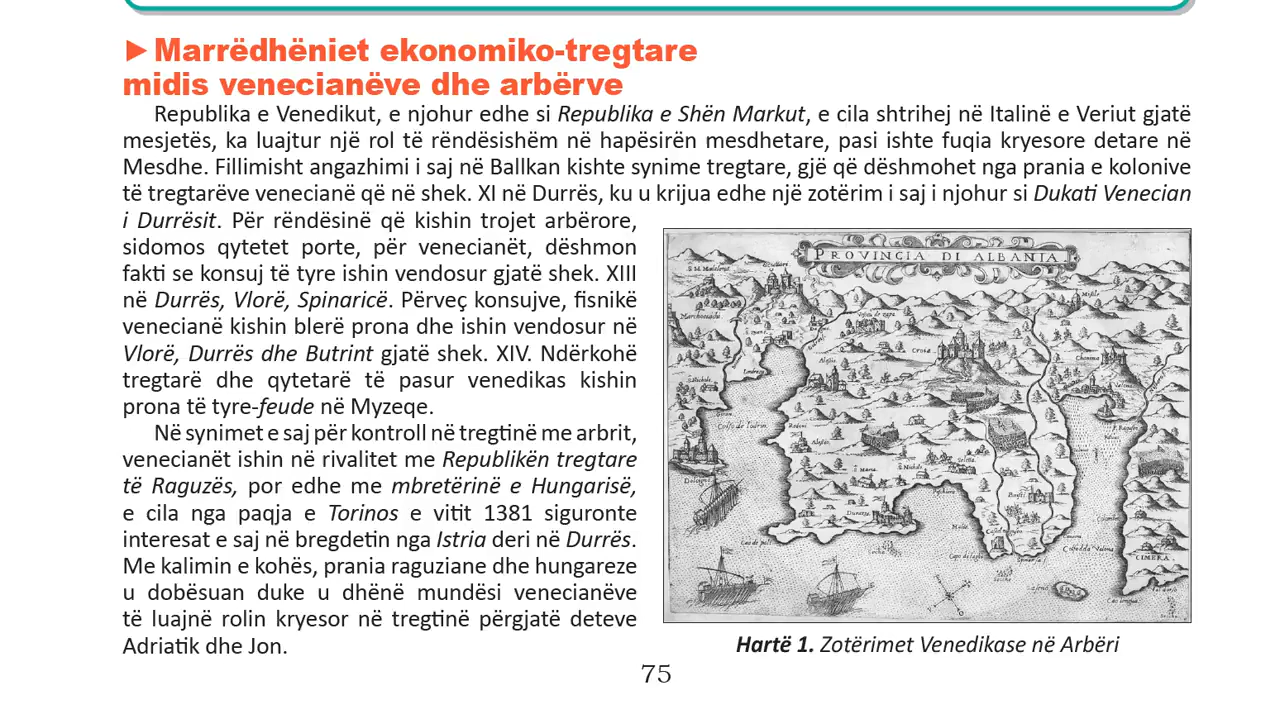 ►Marrëdhëniet ekonomiko-tregtare
midis venecianëve dhe arbërve
Republika e Venedikut, e njohur edhe si Republika e Shën Markut, e cila shtrihej në Italinë e Veriut gjatë
mesjetës, ka luajtur një rol të rëndësishëm në hapësirën mesdhetare, pasi ishte fuqia kryesore detare në
Mesdhe. Fillimisht angazhimi i saj në Ballkan kishte synime tregtare, gjë që dëshmohet nga prania e kolonive
të tregtarëve venecianë që në shek. XI në Durrës, ku u krijua edhe një zotërim i saj i njohur si Dukati Venecian
i Durrësit. Për rëndësinë që kishin trojet arbërore,
sidomos qytetet porte, për venecianët, dëshmon
fakti se konsuj të tyre ishin vendosur gjatë shek. XIII
në Durrës, Vlorë, Spinaricë. Përveç konsujve, fisnikë
venecianë kishin blerë prona dhe ishin vendosur në
Vlorë, Durrës dhe Butrint gjatë shek. XIV. Ndërkohë
tregtarë dhe qytetarë të pasur venedikas kishin
prona të tyre-feude në Myzeqe.
Në synimet e saj për kontroll në tregtinë me arbrit,
venecianët ishin në rivalitet me Republikën tregtare
të Raguzës, por edhe me mbretërinë e Hungarisë,
e cila nga paqja e Torinos e vitit 1381 siguronte
interesat e saj në bregdetin nga Istria deri në Durrës.
Me kalimin e kohës, prania raguziane dhe hungareze
u dobësuan duke u dhënë mundësi venecianëve
të luajnë rolin kryesor në tregtinë përgjatë deteve
Adriatik dhe Jon.
PROVINCIA DI ALBANIA
Croia
Alessio
Durazzo
CIMERA
Hartë 1. Zotërimet Venedikase në Arbëri
75